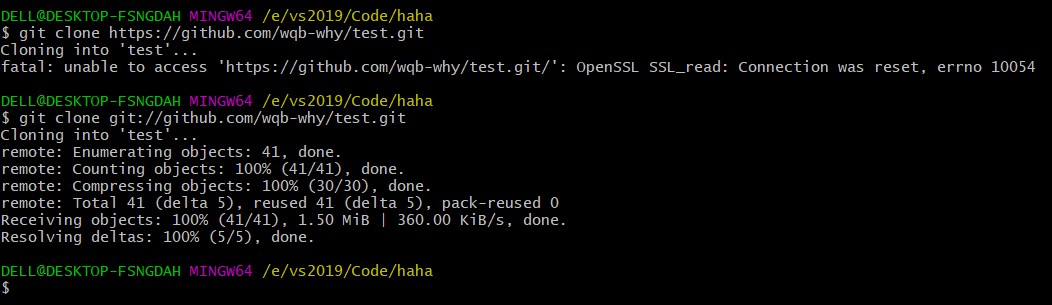 DELL@DESKTOP-FSNGDAH MINGW64 /e/vs2019/Code/haha
$ git clone https://github.com/wqb-why/test.git
Cloning into 'test'...
fatal: unable to access 'https://github.com/wqb-why/test.git/': OpenSSL SSL_read: Connection was reset, errno 10054
DELL@DESKTOP-FSNGDAH MINGW64 /e/vs2019/Code/haha
$ git clone git://github.com/wqb-why/test.git
Cloning into 'test'...
remote: Enumerating objects: 41, done.
remote: Counting objects: 100% (41/41), done.
remote: Compressing objects: 100% (30/30), done.
remote: Total 41 (delta 5), reused 41 (delta 5), pack-reused 0
Receiving objects: 100% (41/41), 1.50 MiB | 360.00 KiB/s, done.
Resolving deltas: 100% (5/5), done.
DELL@DESKTOP-FSNGDAH MINGW64 /e/vs2019/Code/haha
$